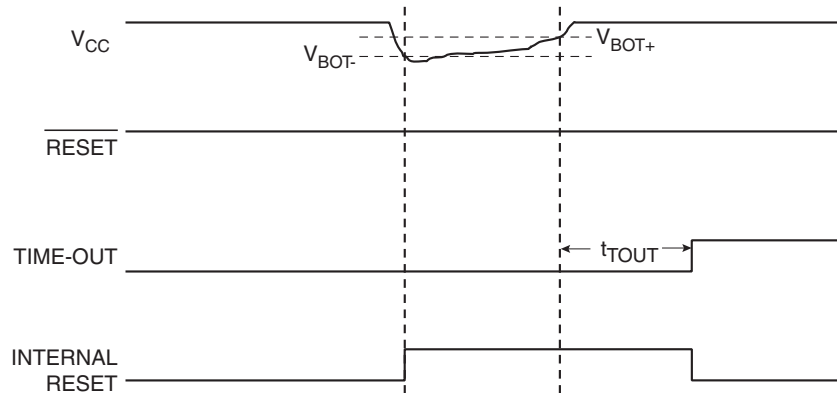 VCC
VBOT-
VBOT+
RESET
TIME-OUT
tTOUT
INTERNAL
RESET